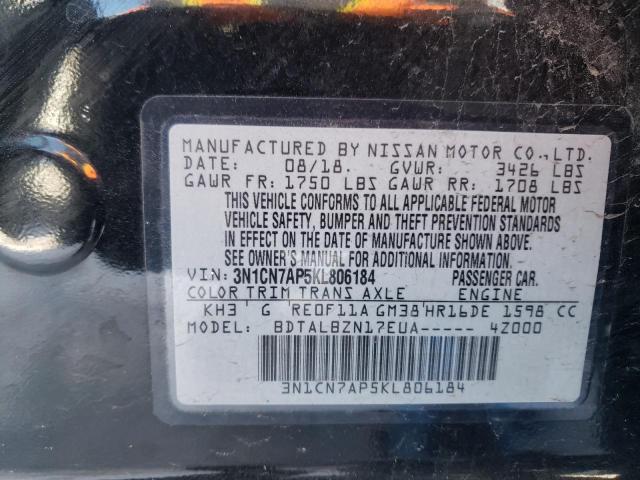 MANUFACTURED BY NISSAN MOTOR CO.,LTD.
DATE: 08/18. GVWR: 3426 LBS
GAWR FR: 1750 LBS GAWR RR: 1708 LBS
THIS VEHICLE CONFORMS TO ALL APPLICABLE FEDERAL MOTOR
VEHICLE SAFETY, BUMPER AND THEFT PREVENTION STANDARDS
IN EFFECT ON THE DATE OF MANUFACTURE SHOWN ABOVE.
SEE OWNER'S MANUAL FOR ADDITIONAL INFORMATION.
VIN: 3N1CN7AP5KL806184 PASSENGER CAR.
COLOR TRIM TRANS AXLE ENGINE
KH3 G RE0F11A GM38 HR16DE 1598 CC
MODEL: BDTALBZN17EUA----- 4Z000
3N1CN7AP5KL806184